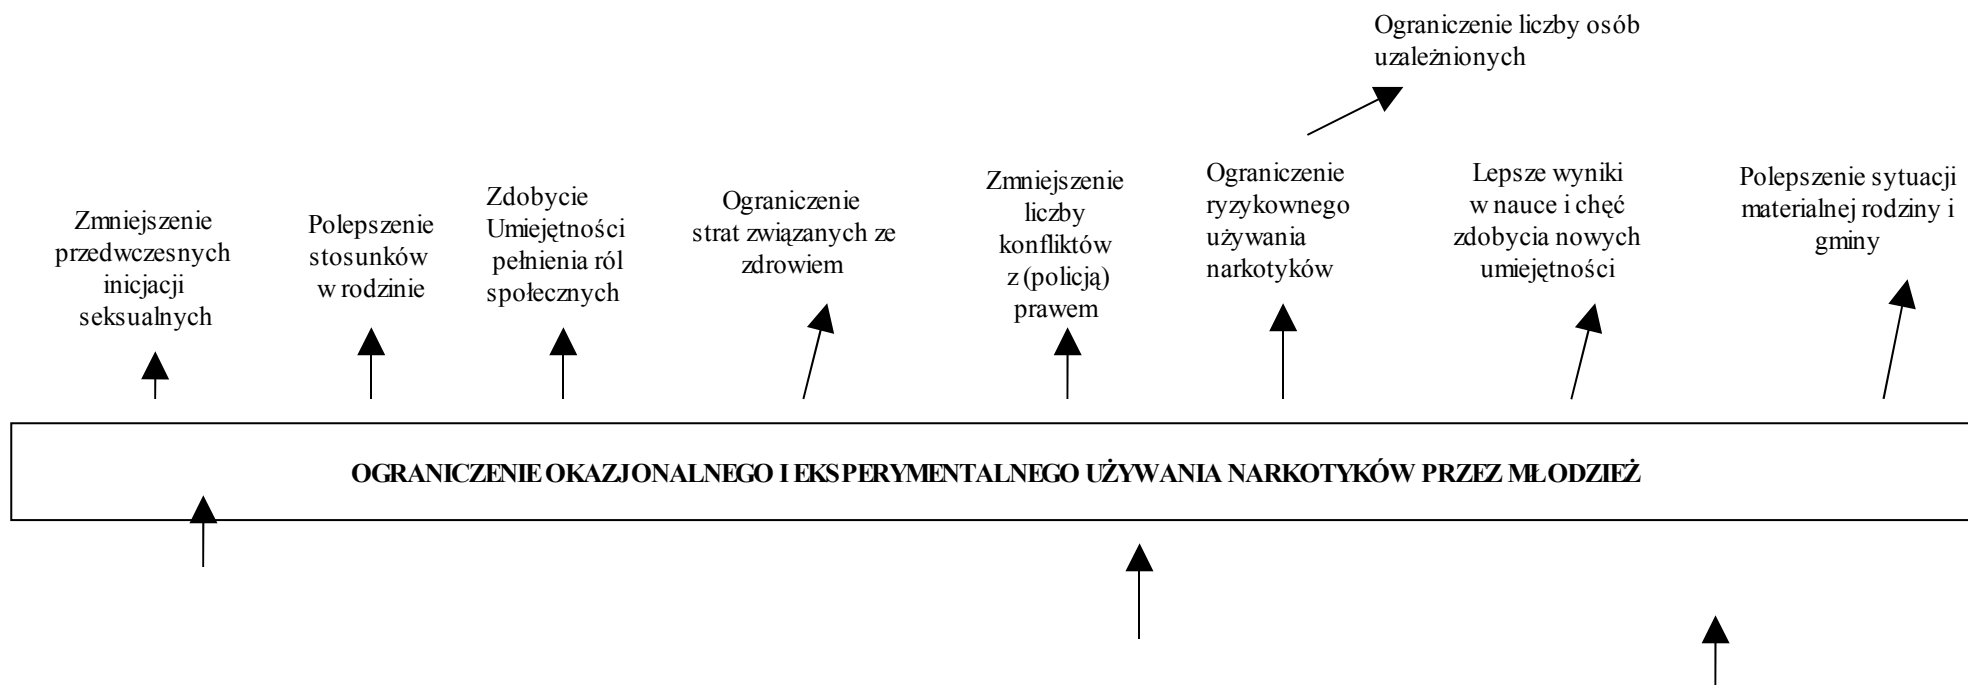 Ograniczenie liczby osób
uzależnionych
Zmniejszenie
przedwczesnych
inicjacji
seksualnych
Polepszenie
stosunków
w rodzinie
Zdobycie
Umiejętności
pełnienia ról
społecznych
Ograniczenie
strat związanych ze
zdrowiem
Zmniejszenie
liczby
konfliktów
z (policją)
prawem
Ograniczenie
ryzykownego
używania
narkotyków
Lepsze wyniki
w nauce i chęć
zdobycia nowych
umiejętności
Polepszenie sytuacji
materialnej rodziny i
gminy
OGRANICZENIE OKAZJONALNEGO I EKSPERYMENTALNEGO UŻYWANIA NARKOTYKÓW PRZEZ MŁODZIEŻ